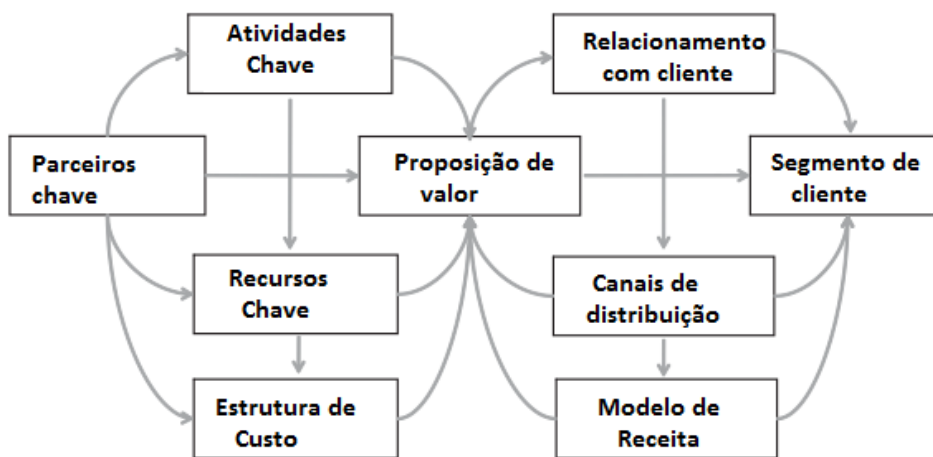 Atividades
Chave
Relacionamento
com cliente
Parceiros
chave
Proposição de
valor
Segmento de
cliente
Recursos
Chave
Canais de
distribuição
Estrutura de
Custo
Modelo de
Receita